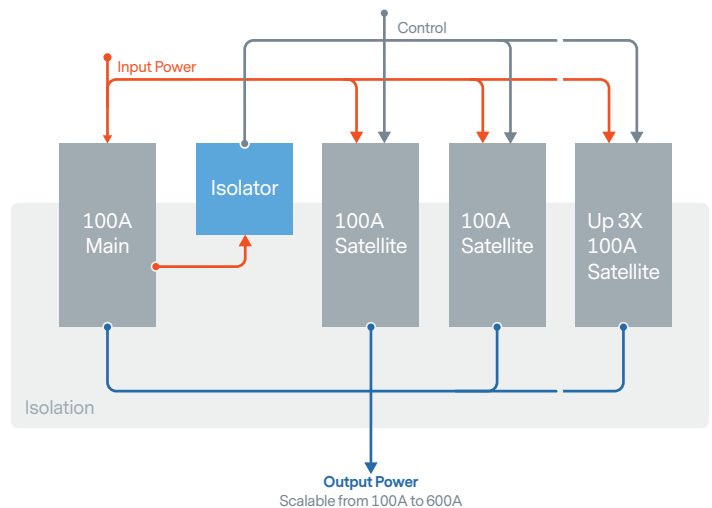 Control
Input Power
Isolator
100A
Main
100A
Satellite
100A
Satellite
Up 3X
100A
Satellite
Isolation
Output Power
Scalable from 100A to 600A